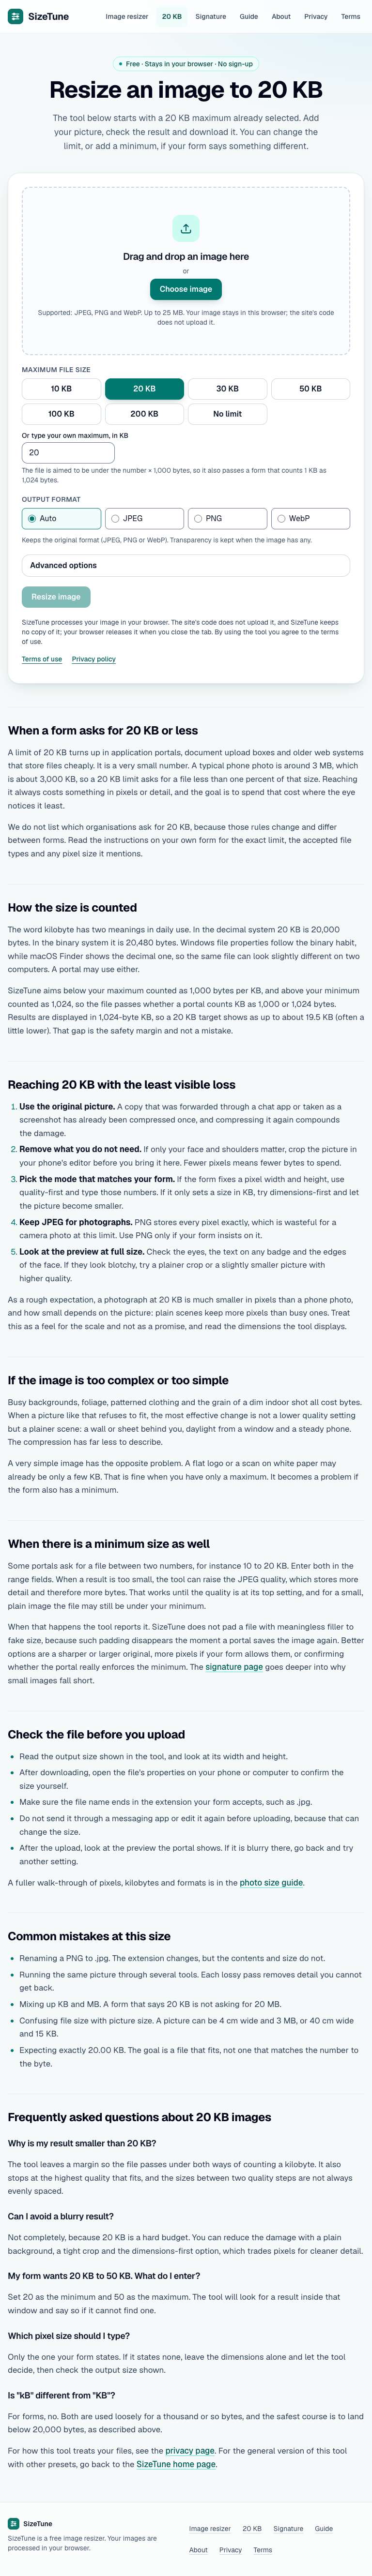 SizeTune
Image resizer
20 KB
Signature
Guide
About
Privacy
Terms
Free · Stays in your browser · No sign-up
Resize an image to 20 KB
The tool below starts with a 20 KB maximum already selected. Add
your picture, check the result and download it. You can change the
limit, or add a minimum, if your form says something different.
Drag and drop an image here
or
Choose image
Supported: JPEG, PNG and WebP. Up to 25 MB. Your image stays in this browser; the site's code
does not upload it.
MAXIMUM FILE SIZE
10 KB
20 KB
30 KB
50 KB
100 KB
200 KB
No limit
Or type your own maximum, in KB
20
The file is aimed to be under the number × 1,000 bytes, so it also passes a form that counts 1 KB as
1,024 bytes.
OUTPUT FORMAT
Auto
JPEG
PNG
WebP
Keeps the original format (JPEG, PNG or WebP). Transparency is kept when the image has any.
Advanced options
Resize image
SizeTune processes your image in your browser. The site's code does not upload it, and SizeTune keeps
no copy of it; your browser releases it when you close the tab. By using the tool you agree to the terms
of use.
Terms of use
Privacy policy
When a form asks for 20 KB or less
A limit of 20 KB turns up in application portals, document upload boxes and older web systems
that store files cheaply. It is a very small number. A typical phone photo is around 3 MB, which
is about 3,000 KB, so a 20 KB limit asks for a file less than one percent of that size. Reaching
it always costs something in pixels or detail, and the goal is to spend that cost where the eye
notices it least.
We do not list which organisations ask for 20 KB, because those rules change and differ
between forms. Read the instructions on your own form for the exact limit, the accepted file
types and any pixel size it mentions.
How the size is counted
The word kilobyte has two meanings in daily use. In the decimal system 20 KB is 20,000
bytes. In the binary system it is 20,480 bytes. Windows file properties follow the binary habit,
while macOS Finder shows the decimal one, so the same file can look slightly different on two
computers. A portal may use either.
SizeTune aims below your maximum counted as 1,000 bytes per KB, and above your minimum
counted as 1,024, so the file passes whether a portal counts KB as 1,000 or 1,024 bytes.
Results are displayed in 1,024-byte KB, so a 20 KB target shows as up to about 19.5 KB (often a
little lower). That gap is the safety margin and not a mistake.
Reaching 20 KB with the least visible loss
1. Use the original picture. A copy that was forwarded through a chat app or taken as a
screenshot has already been compressed once, and compressing it again compounds
the damage.
2. Remove what you do not need. If only your face and shoulders matter, crop the picture in
your phone's editor before you bring it here. Fewer pixels means fewer bytes to spend.
3. Pick the mode that matches your form. If the form fixes a pixel width and height, use
quality-first and type those numbers. If it only sets a size in KB, try dimensions-first and let
the picture become smaller.
4. Keep JPEG for photographs. PNG stores every pixel exactly, which is wasteful for a
camera photo at this limit. Use PNG only if your form insists on it.
5. Look at the preview at full size. Check the eyes, the text on any badge and the edges
of the face. If they look blotchy, try a plainer crop or a slightly smaller picture with
higher quality.
As a rough expectation, a photograph at 20 KB is much smaller in pixels than a phone photo,
and how small depends on the picture: plain scenes keep more pixels than busy ones. Treat
this as a feel for the scale and not as a promise, and read the dimensions the tool displays.
If the image is too complex or too simple
Busy backgrounds, foliage, patterned clothing and the grain of a dim indoor shot all cost bytes.
When a picture like that refuses to fit, the most effective change is not a lower quality setting
but a plainer scene: a wall or sheet behind you, daylight from a window and a steady phone.
The compression has far less to describe.
A very simple image has the opposite problem. A flat logo or a scan on white paper may
already be only a few KB. That is fine when you have only a maximum. It becomes a problem if
the form also has a minimum.
When there is a minimum size as well
Some portals ask for a file between two numbers, for instance 10 to 20 KB. Enter both in the
range fields. When a result is too small, the tool can raise the JPEG quality, which stores more
detail and therefore more bytes. That works until the quality is at its top setting, and for a small,
plain image the file may still be under your minimum.
When that happens the tool reports it. SizeTune does not pad a file with meaningless filler to
fake size, because such padding disappears the moment a portal saves the image again. Better
options are a sharper or larger original, more pixels if your form allows them, or confirming
whether the portal really enforces the minimum. The signature page goes deeper into why
small images fall short.
Check the file before you upload
Read the output size shown in the tool, and look at its width and height.
After downloading, open the file's properties on your phone or computer to confirm the
size yourself.
Make sure the file name ends in the extension your form accepts, such as .jpg.
Do not send it through a messaging app or edit it again before uploading, because that can
change the size.
After the upload, look at the preview the portal shows. If it is blurry there, go back and try
another setting.
A fuller walk-through of pixels, kilobytes and formats is in the photo size guide.
Common mistakes at this size
Renaming a PNG to .jpg. The extension changes, but the contents and size do not.
Running the same picture through several tools. Each lossy pass removes detail you cannot
get back.
Mixing up KB and MB. A form that says 20 KB is not asking for 20 MB.
Confusing file size with picture size. A picture can be 4 cm wide and 3 MB, or 40 cm wide
and 15 KB.
Expecting exactly 20.00 KB. The goal is a file that fits, not one that matches the number to
the byte.
Frequently asked questions about 20 KB images
Why is my result smaller than 20 KB?
The tool leaves a margin so the file passes under both ways of counting a kilobyte. It also
stops at the highest quality that fits, and the sizes between two quality steps are not always
evenly spaced.
Can I avoid a blurry result?
Not completely, because 20 KB is a hard budget. You can reduce the damage with a plain
background, a tight crop and the dimensions-first option, which trades pixels for cleaner detail.
My form wants 20 KB to 50 KB. What do I enter?
Set 20 as the minimum and 50 as the maximum. The tool will look for a result inside that
window and say so if it cannot find one.
Which pixel size should I type?
Only the one your form states. If it states none, leave the dimensions alone and let the tool
decide, then check the output size shown.
Is "kB" different from "KB"?
For forms, no. Both are used loosely for a thousand or so bytes, and the safest course is to land
below 20,000 bytes, as described above.
For how this tool treats your files, see the privacy page. For the general version of this tool
with other presets, go back to the SizeTune home page.
SizeTune
SizeTune is a free image resizer. Your images are
processed in your browser.
Image resizer
20 KB
Signature
Guide
About
Privacy
Terms